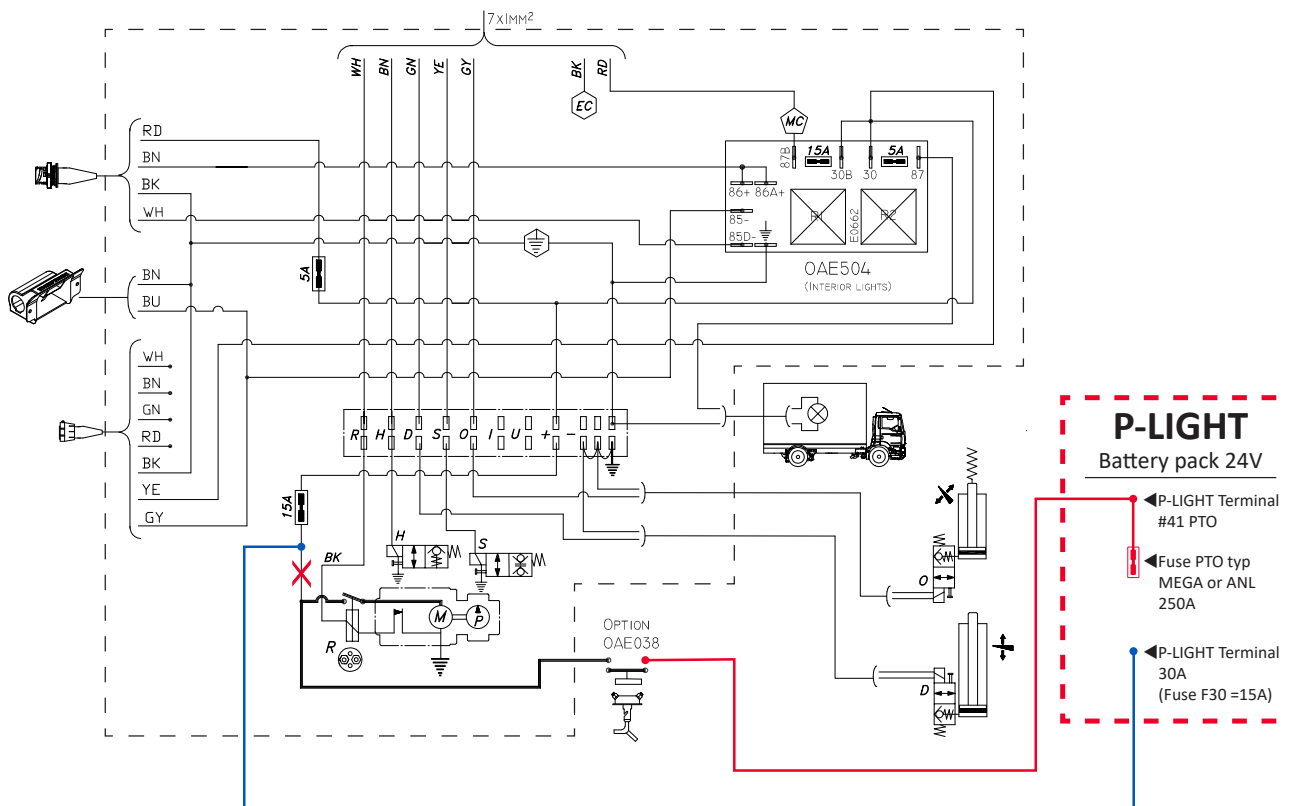 7x1MM²
WH
BN
GN
YE
GY
BK
RD
EC
MC
RD
BN
BK
WH
87B
15A
30B
30
5A
87
86+
86A+
85-
85D-
R1
E0662
R2
OAE504
(INTERIOR LIGHTS)
5A
BN
BU
WH
BN
GN
RD
BK
YE
GY
R H D S O I U + -
15A
BK
H
S
M
P
R
OPTION
OAE038
O
D
P-LIGHT
Battery pack 24V
P-LIGHT Terminal
#41 PTO
Fuse PTO typ
MEGA or ANL
250A
P-LIGHT Terminal
30A
(Fuse F30 =15A)